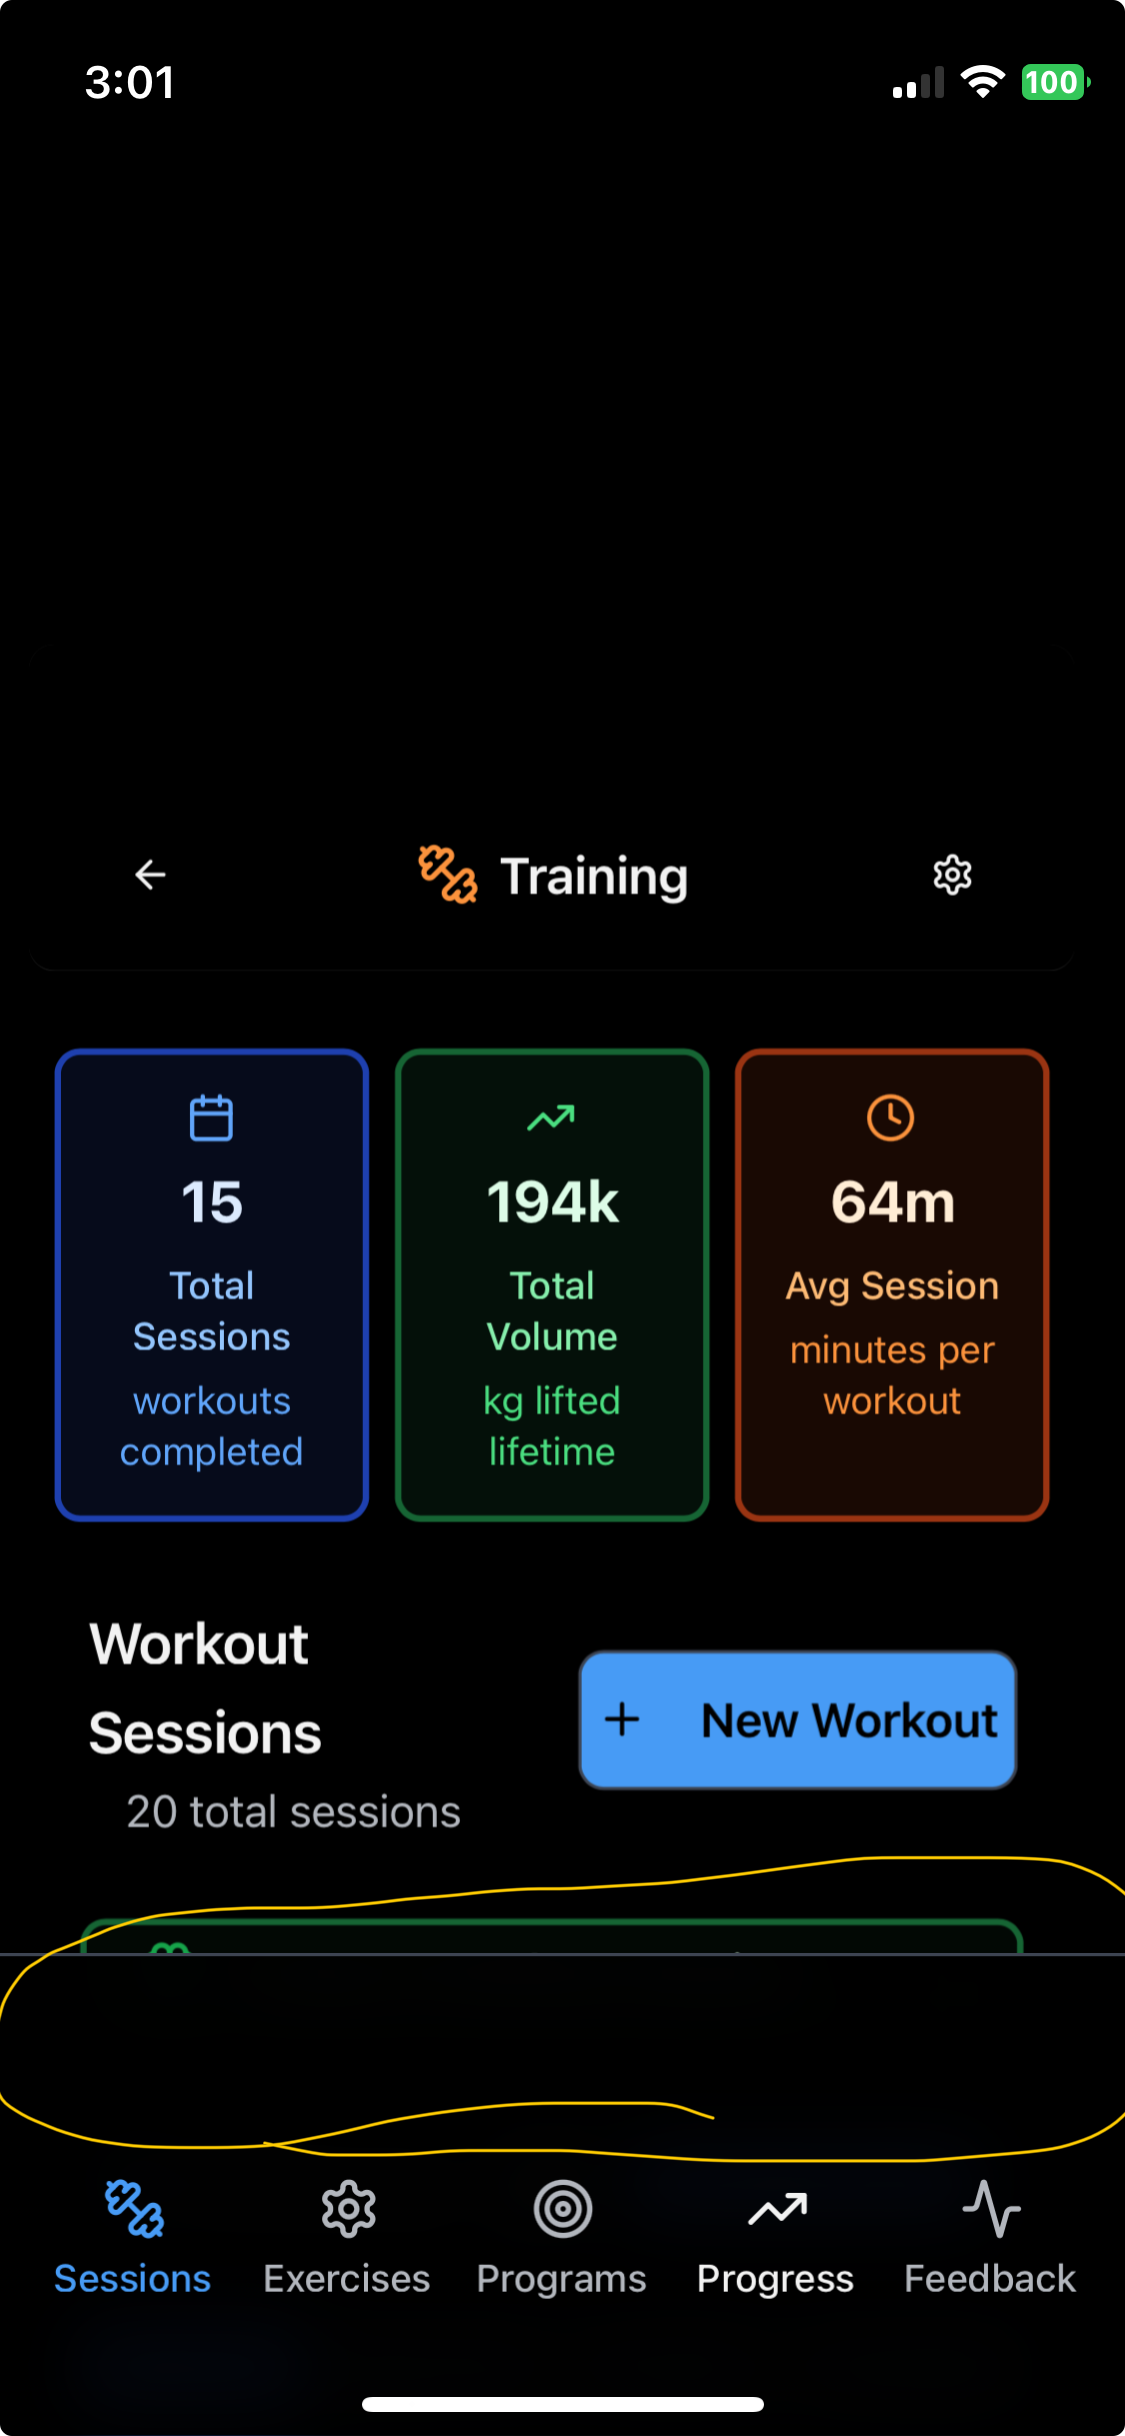 3:01
100
Training
15
Total
Sessions
workouts
completed
194k
Total
Volume
kg lifted
lifetime
64m
Avg Session
minutes per
workout
Workout
Sessions
20 total sessions
+ New Workout
Sessions
Exercises
Programs
Progress
Feedback